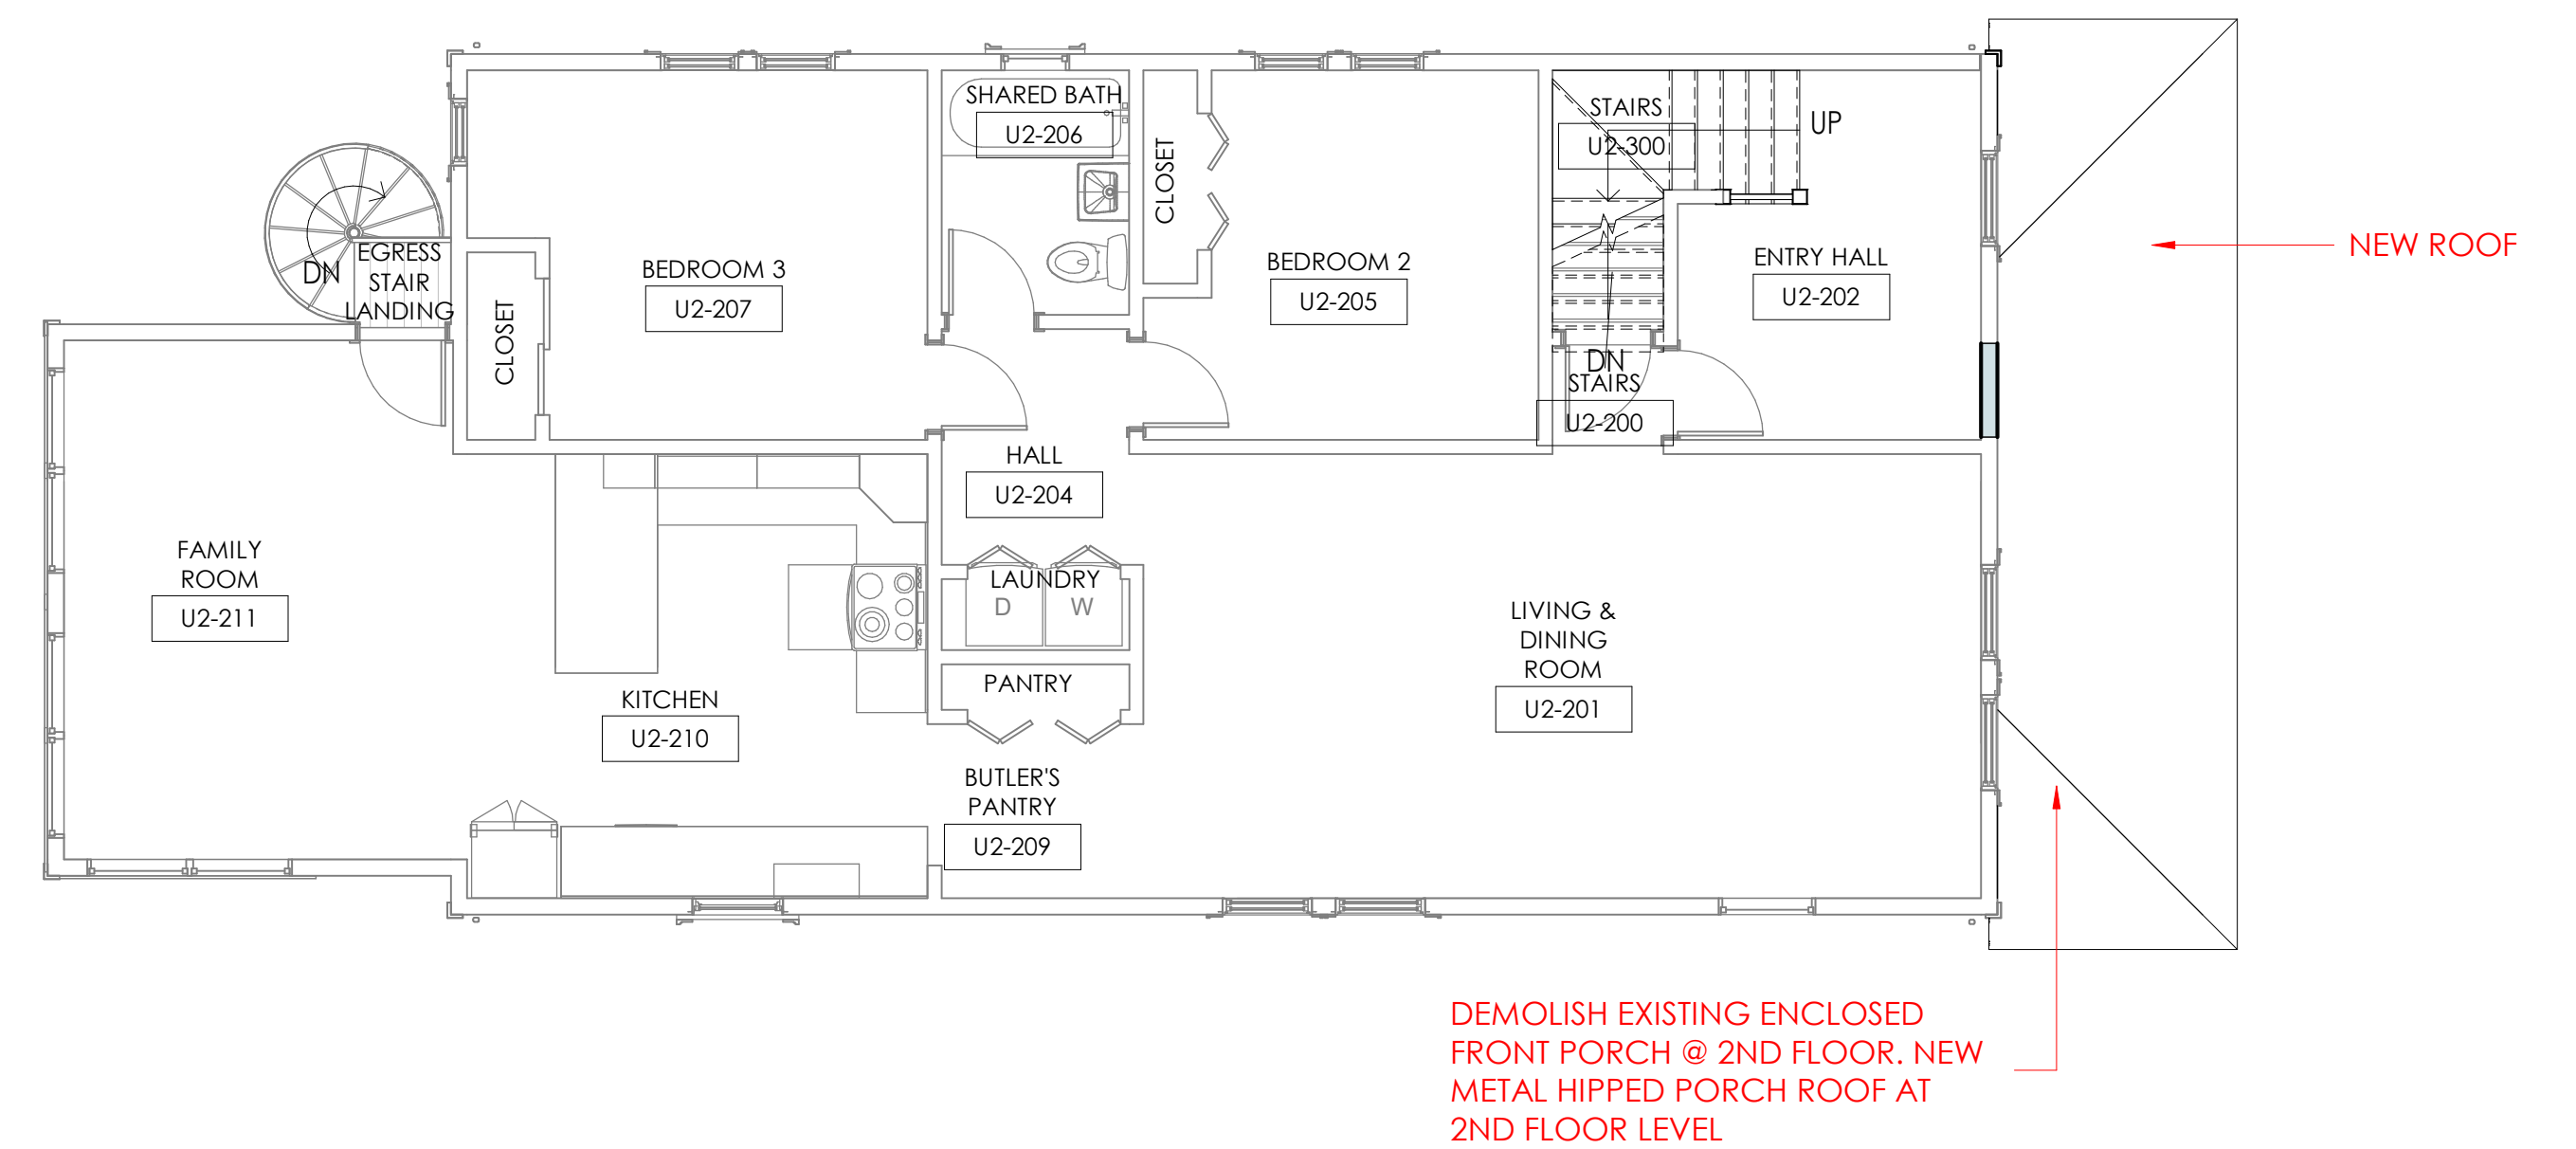 SHARED BATH
U2-206
STAIRS
U2-300
UP
CLOSET
EGRESS
STAIR
LANDING
DN
BEDROOM 3
U2-207
BEDROOM 2
U2-205
ENTRY HALL
U2-202
NEW ROOF
CLOSET
DN
STAIRS
U2-200
HALL
U2-204
FAMILY
ROOM
U2-211
LAUNDRY
D W
LIVING &
DINING
ROOM
U2-201
PANTRY
KITCHEN
U2-210
BUTLER'S
PANTRY
U2-209
DEMOLISH EXISTING ENCLOSED
FRONT PORCH @ 2ND FLOOR. NEW
METAL HIPPED PORCH ROOF AT
2ND FLOOR LEVEL